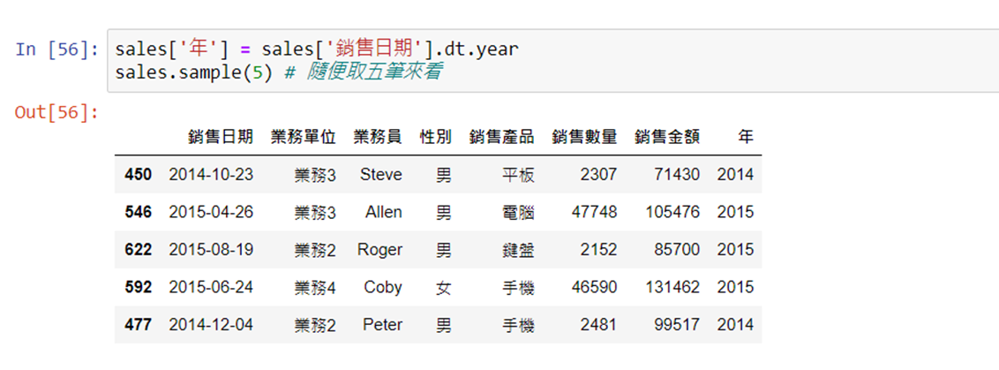 In [56]: sales['年'] = sales['銷售日期'].dt.year
sales.sample(5) # 隨便取五筆來看
Out[56]:
銷售日期 業務單位 業務員 性別 銷售產品 銷售數量 銷售金額 年
450 2014-10-23 業務3 Steve 男 平板 2307 71430 2014
546 2015-04-26 業務3 Allen 男 電腦 47748 105476 2015
622 2015-08-19 業務2 Roger 男 鍵盤 2152 85700 2015
592 2015-06-24 業務4 Coby 女 手機 46590 131462 2015
477 2014-12-04 業務2 Peter 男 手機 2481 99517 2014